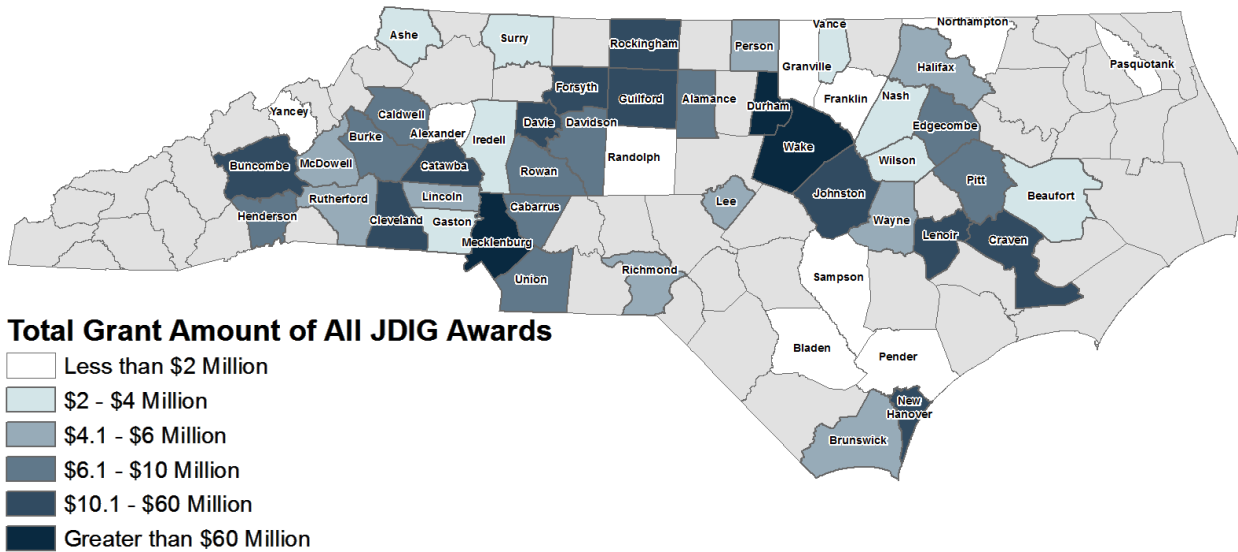 Northampton
Vance
Ashe
Surry
Rockingham
Person
Granville
Halifax
Pasquotank
Forsyth
Guilford
Alamance
Durham
Franklin
Nash
Yancey
Caldwell
Alexander
Iredell
Davie
Davidson
Edgecombe
Burke
Wake
Buncombe
McDowell
Catawba
Randolph
Wilson
Rowan
Pitt
Johnston
Beaufort
Rutherford
Lincoln
Lee
Henderson
Cleveland
Gaston
Cabarrus
Wayne
Lenoir
Craven
Mecklenburg
Union
Richmond
Sampson
Total Grant Amount of All JDIG Awards
Less than $2 Million
$2 - $4 Million
$4.1 - $6 Million
$6.1 - $10 Million
$10.1 - $60 Million
Greater than $60 Million
Bladen
Pender
New
Hanover
Brunswick